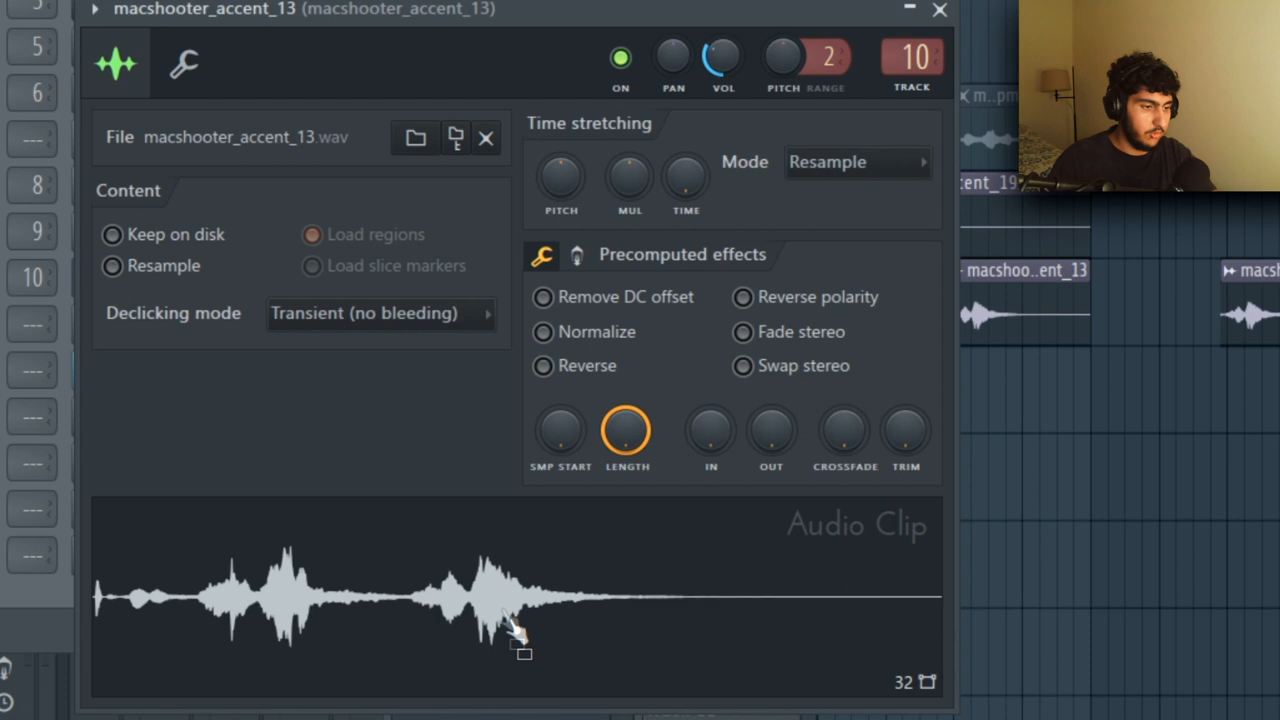 macshooter_accent_13 (macshooter_accent_13)
5
6
---
8
9
10
---
---
---
---
---
---
ON PAN VOL PITCH RANGE 2 10 TRACK
File macshooter_accent_13.wav
Content
Keep on disk
Load regions
Resample
Load slice markers
Declicking mode Transient (no bleeding)
Time stretching
PITCH MUL TIME
Mode Resample
Precomputed effects
Remove DC offset
Reverse polarity
Normalize
Fade stereo
Reverse
Swap stereo
SMP START LENGTH IN OUT CROSSFADE TRIM
Audio Clip
32
m..pm
cent_19
macshoo..ent_13
macsh